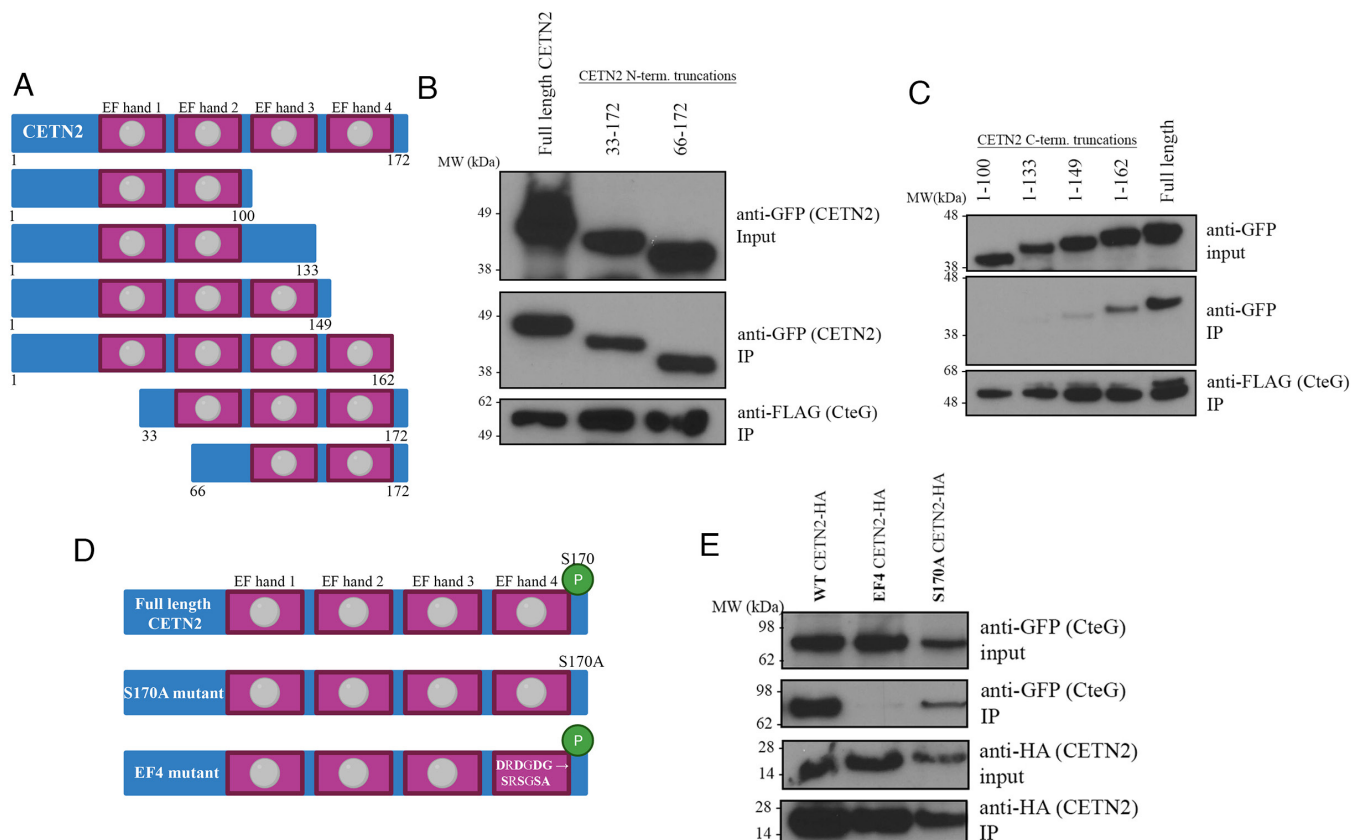 A
EF hand 1 EF hand 2 EF hand 3 EF hand 4
CETN2
1 172
1 100
1 133
1 149
1 162
33 172
66 172
B
Full length CETN2
CETN2 N-term. truncations
33-172
66-172
MW (kDa)
49
38
anti-GFP (CETN2)
Input
49
38
anti-GFP (CETN2)
IP
62
49
anti-FLAG (CteG)
IP
C
CETN2 C-term. truncations
1-100
1-133
1-149
1-162
Full length
MW(kDa)
48
38
anti-GFP
input
48
38
anti-GFP
IP
68
48
anti-FLAG (CteG)
IP
D
S170
P
EF hand 1 EF hand 2 EF hand 3 EF hand 4
Full length
CETN2
S170A
S170A mutant
P
EF4 mutant
DRDGDG →
SRSGSA
E
WT CETN2-HA
EF4 CETN2-HA
S170A CETN2-HA
MW (kDa)
98
62
anti-GFP (CteG)
input
98
62
anti-GFP (CteG)
IP
28
14
anti-HA (CETN2)
input
28
14
anti-HA (CETN2)
IP